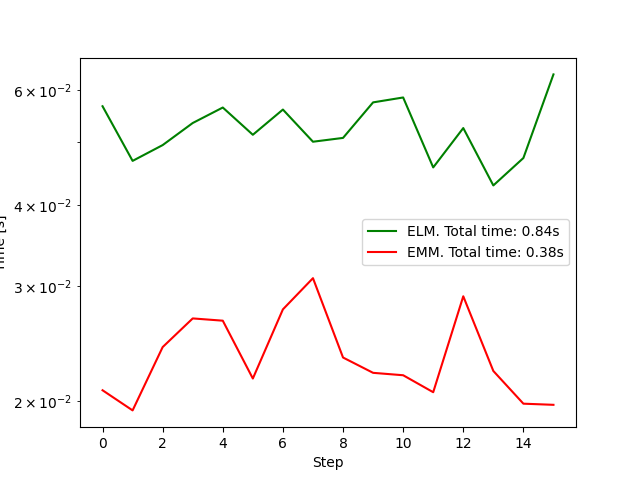 6 × 10⁻²
4 × 10⁻²
3 × 10⁻²
2 × 10⁻²
Time [s]
ELM. Total time: 0.84s
EMM. Total time: 0.38s
0 2 4 6 8 10 12 14
Step